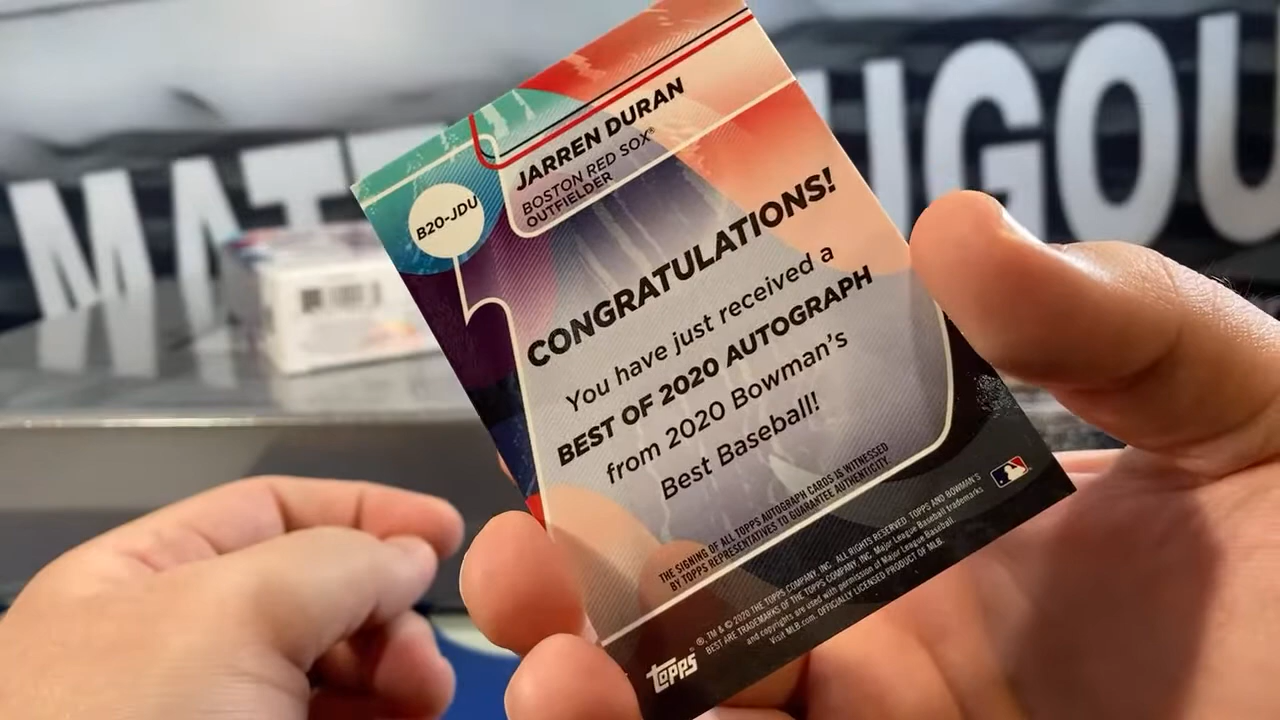 MATT
UGOU
JARREN DURAN
BOSTON RED SOX®
OUTFIELDER
B20-JDU
CONGRATULATIONS!
You have just received a
BEST OF 2020 AUTOGRAPH
from 2020 Bowman's
Best Baseball!
THE SIGNING OF ALL TOPPS AUTOGRAPH CARDS IS WITNESSED
BY TOPPS REPRESENTATIVES TO GUARANTEE AUTHENTICITY.
®, TM & © 2020 THE TOPPS COMPANY, INC. ALL RIGHTS RESERVED. TOPPS AND BOWMAN'S
BEST ARE TRADEMARKS OF THE TOPPS COMPANY, INC. Major League Baseball trademarks
and copyrights are used with permission of Major League Baseball.
Visit MLB.com. OFFICIALLY LICENSED PRODUCT OF MLB.
topps®